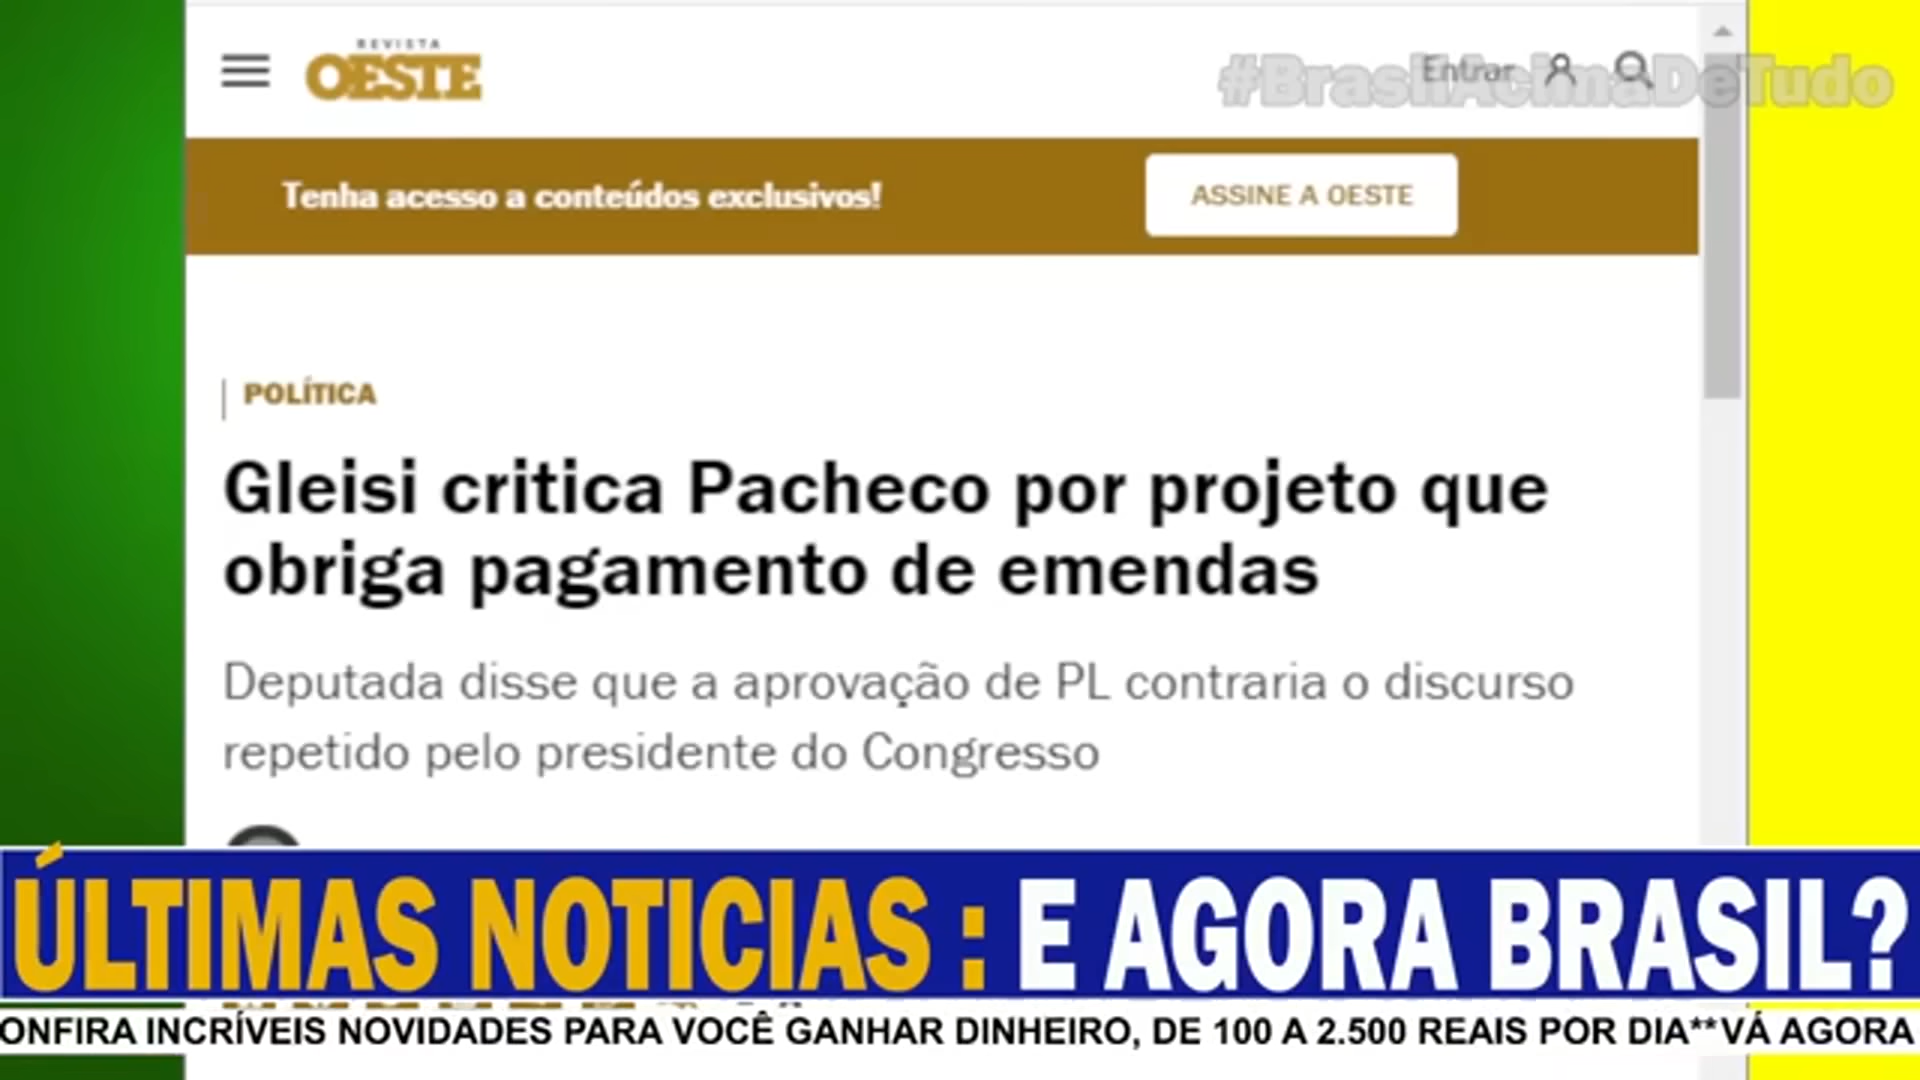 REVISTA
OESTE
Entrar
#BrasilAcimaDeTudo
Tenha acesso a conteúdos exclusivos!
ASSINE A OESTE
POLÍTICA
Gleisi critica Pacheco por projeto que
obriga pagamento de emendas
Deputada disse que a aprovação de PL contraria o discurso
repetido pelo presidente do Congresso
ÚLTIMAS NOTICIAS : E AGORA BRASIL?
ONFIRA INCRÍVEIS NOVIDADES PARA VOCÊ GANHAR DINHEIRO, DE 100 A 2.500 REAIS POR DIA**VÁ AGORA